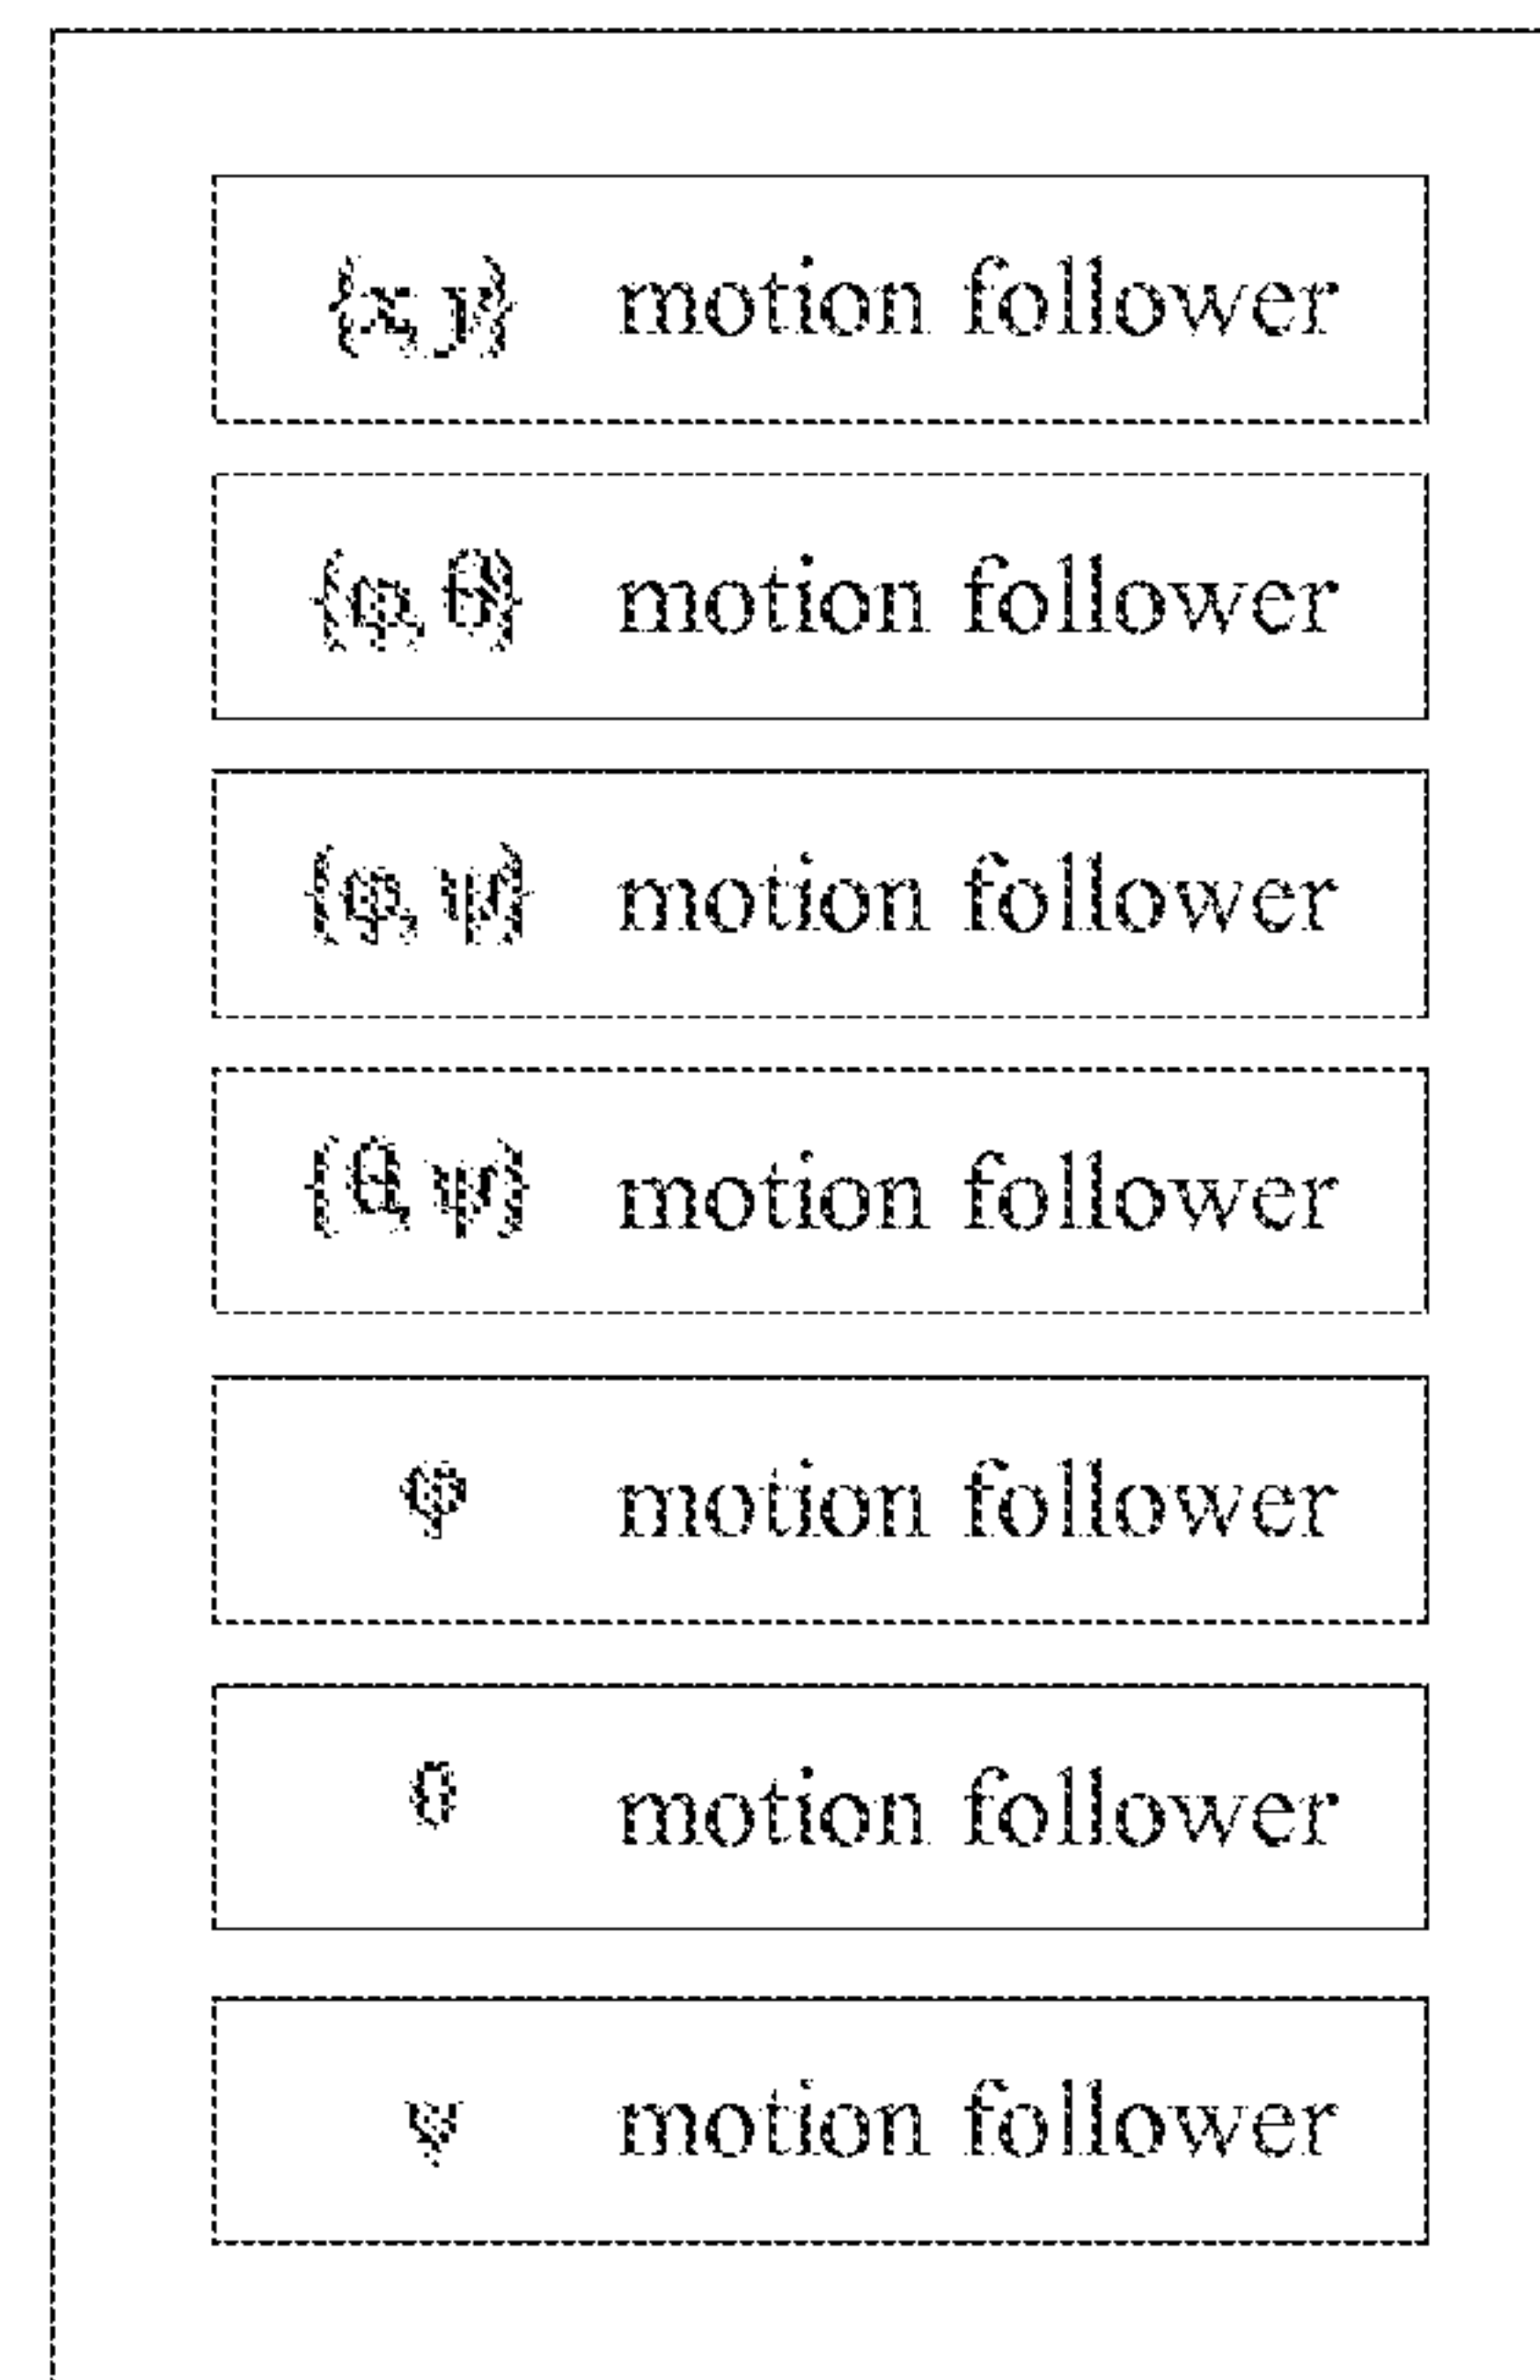 {x, y} motion follower
{φ, θ} motion follower
{φ, ψ} motion follower
{θ, ψ} motion follower
φ motion follower
θ motion follower
ψ motion follower